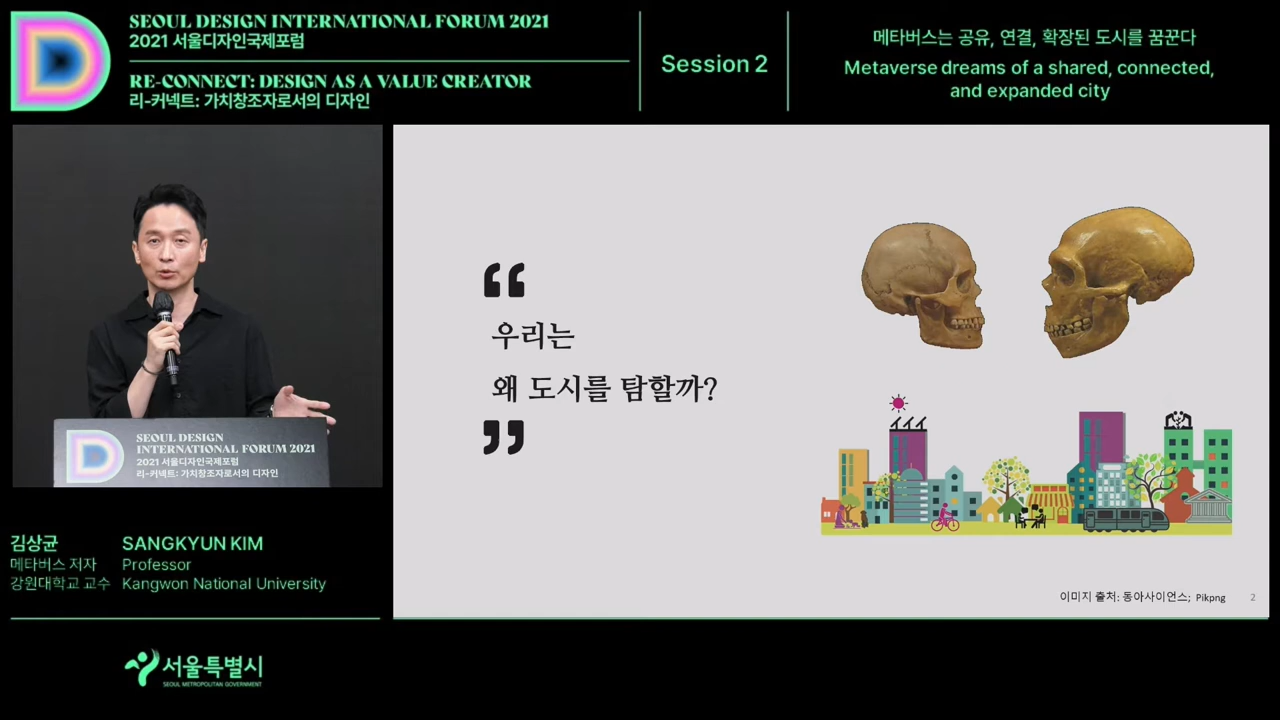 SEOUL DESIGN INTERNATIONAL FORUM 2021
2021 서울디자인국제포럼
RE-CONNECT: DESIGN AS A VALUE CREATOR
리-커넥트: 가치창조자로서의 디자인
Session 2
메타버스는 공유, 연결, 확장된 도시를 꿈꾼다
Metaverse dreams of a shared, connected,
and expanded city
“
우리는
왜 도시를 탐할까?
”
이미지 출처: 동아사이언스; Pikpng
2
SEOUL DESIGN
INTERNATIONAL FORUM 2021
2021 서울디자인국제포럼
리-커넥트: 가치창조자로서의 디자인
김상균 SANGKYUN KIM
메타버스 저자 Professor
강원대학교 교수 Kangwon National University
서울특별시
SEOUL METROPOLITAN GOVERNMENT